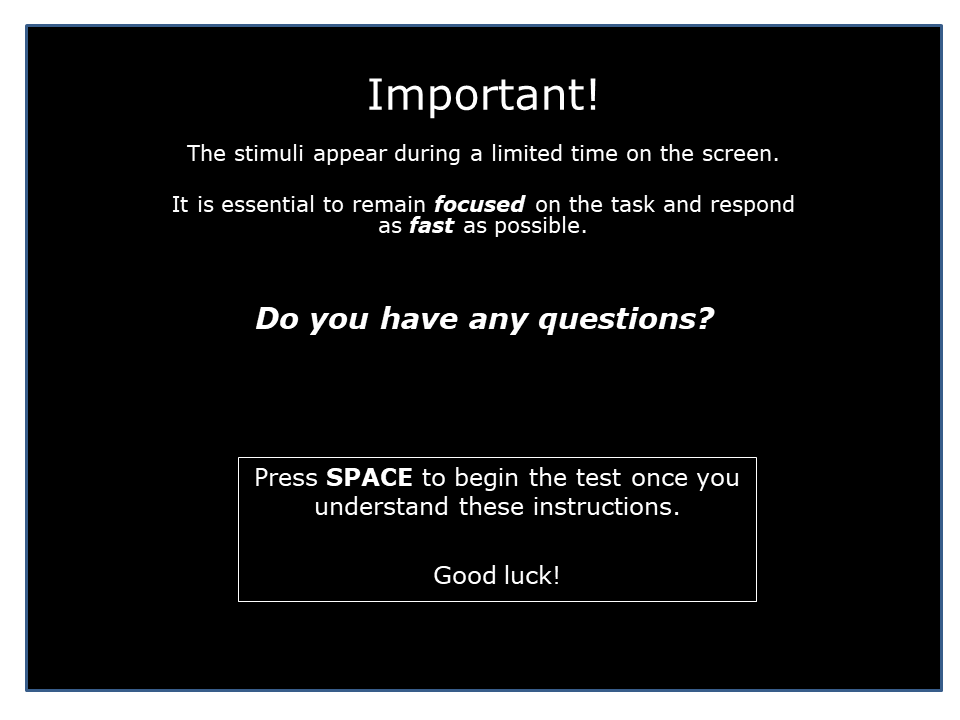 Important!
The stimuli appear during a limited time on the screen.
It is essential to remain focused on the task and respond
as fast as possible.
Do you have any questions?
Press SPACE to begin the test once you
understand these instructions.
Good luck!